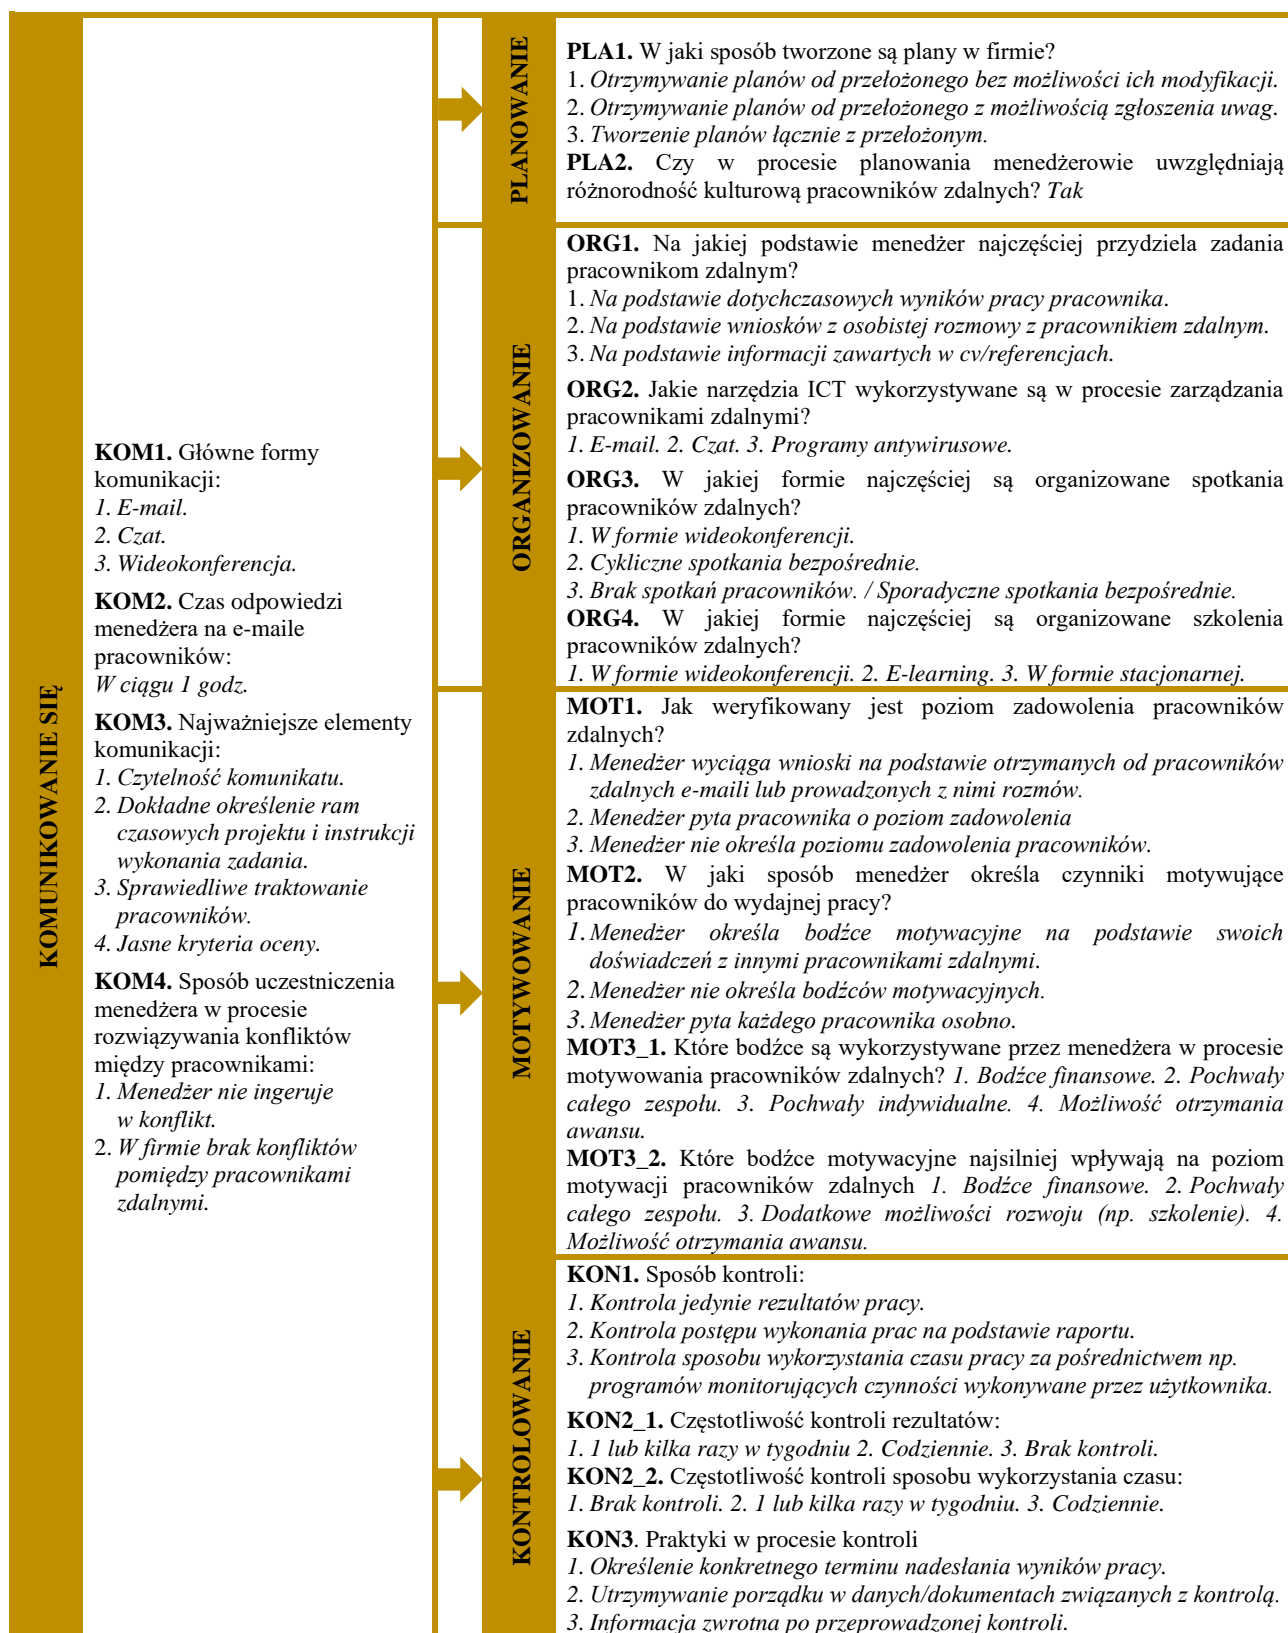 KOMUNIKOWANIE SIĘ
KOM1. Główne formy
komunikacji:
1. E-mail.
2. Czat.
3. Wideokonferencja.
KOM2. Czas odpowiedzi
menedżera na e-maile
pracowników:
W ciągu 1 godz.
KOM3. Najważniejsze elementy
komunikacji:
1. Czytelność komunikatu.
2. Dokładne określenie ram
czasowych projektu i instrukcji
wykonania zadania.
3. Sprawiedliwe traktowanie
pracowników.
4. Jasne kryteria oceny.
KOM4. Sposób uczestniczenia
menedżera w procesie
rozwiązywania konfliktów
między pracownikami:
1. Menedżer nie ingeruje
w konflikt.
2. W firmie brak konfliktów
pomiędzy pracownikami
zdalnymi.
PLANOWANIE
PLA1. W jaki sposób tworzone są plany w firmie?
1. Otrzymywanie planów od przełożonego bez możliwości ich modyfikacji.
2. Otrzymywanie planów od przełożonego z możliwością zgłoszenia uwag.
3. Tworzenie planów łącznie z przełożonym.
PLA2. Czy w procesie planowania menedżerowie uwzględniają
różnorodność kulturową pracowników zdalnych? Tak
ORGANIZOWANIE
ORG1. Na jakiej podstawie menedżer najczęściej przydziela zadania
pracownikom zdalnym?
1. Na podstawie dotychczasowych wyników pracy pracownika.
2. Na podstawie wniosków z osobistej rozmowy z pracownikiem zdalnym.
3. Na podstawie informacji zawartych w cv/referencjach.
ORG2. Jakie narzędzia ICT wykorzystywane są w procesie zarządzania
pracownikami zdalnymi?
1. E-mail. 2. Czat. 3. Programy antywirusowe.
ORG3. W jakiej formie najczęściej są organizowane spotkania
pracowników zdalnych?
1. W formie wideokonferencji.
2. Cykliczne spotkania bezpośrednie.
3. Brak spotkań pracowników. / Sporadyczne spotkania bezpośrednie.
ORG4. W jakiej formie najczęściej są organizowane szkolenia
pracowników zdalnych?
1. W formie wideokonferencji. 2. E-learning. 3. W formie stacjonarnej.
MOTYWOWANIE
MOT1. Jak weryfikowany jest poziom zadowolenia pracowników
zdalnych?
1. Menedżer wyciąga wnioski na podstawie otrzymanych od pracowników
zdalnych e-maili lub prowadzonych z nimi rozmów.
2. Menedżer pyta pracownika o poziom zadowolenia
3. Menedżer nie określa poziomu zadowolenia pracowników.
MOT2. W jaki sposób menedżer określa czynniki motywujące
pracowników do wydajnej pracy?
1. Menedżer określa bodźce motywacyjne na podstawie swoich
doświadczeń z innymi pracownikami zdalnymi.
2. Menedżer nie określa bodźców motywacyjnych.
3. Menedżer pyta każdego pracownika osobno.
MOT3_1. Które bodźce są wykorzystywane przez menedżera w procesie
motywowania pracowników zdalnych? 1. Bodźce finansowe. 2. Pochwały
całego zespołu. 3. Pochwały indywidualne. 4. Możliwość otrzymania
awansu.
MOT3_2. Które bodźce motywacyjne najsilniej wpływają na poziom
motywacji pracowników zdalnych 1. Bodźce finansowe. 2. Pochwały
całego zespołu. 3. Dodatkowe możliwości rozwoju (np. szkolenie). 4.
Możliwość otrzymania awansu.
KONTROLOWANIE
KON1. Sposób kontroli:
1. Kontrola jedynie rezultatów pracy.
2. Kontrola postępu wykonania prac na podstawie raportu.
3. Kontrola sposobu wykorzystania czasu pracy za pośrednictwem np.
programów monitorujących czynności wykonywane przez użytkownika.
KON2_1. Częstotliwość kontroli rezultatów:
1. 1 lub kilka razy w tygodniu 2. Codziennie. 3. Brak kontroli.
KON2_2. Częstotliwość kontroli sposobu wykorzystania czasu:
1. Brak kontroli. 2. 1 lub kilka razy w tygodniu. 3. Codziennie.
KON3. Praktyki w procesie kontroli
1. Określenie konkretnego terminu nadesłania wyników pracy.
2. Utrzymywanie porządku w danych/dokumentach związanych z kontrolą.
3. Informacja zwrotna po przeprowadzonej kontroli.